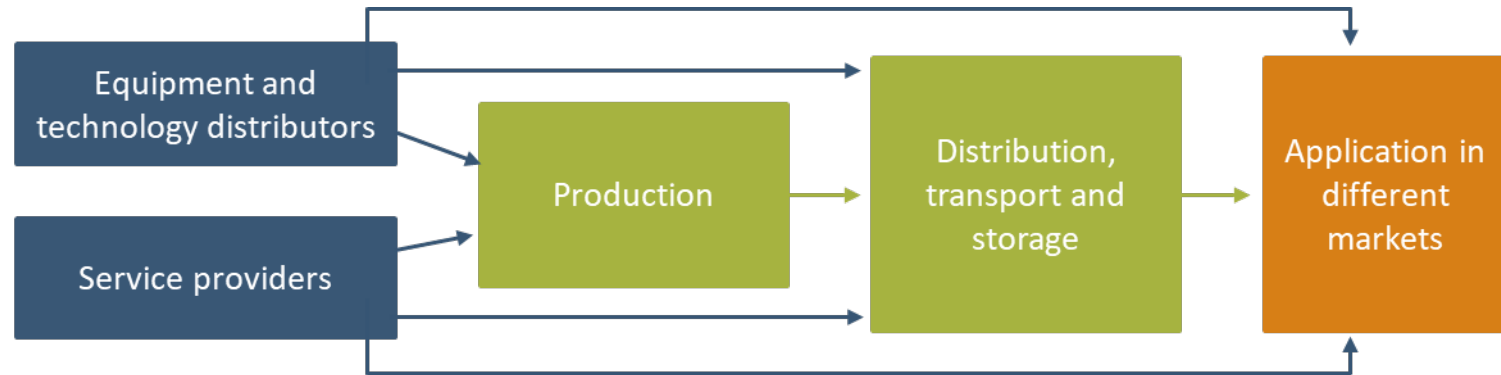 Equipment and
technology distributors
Service providers
Production
Distribution,
transport and
storage
Application in
different
markets